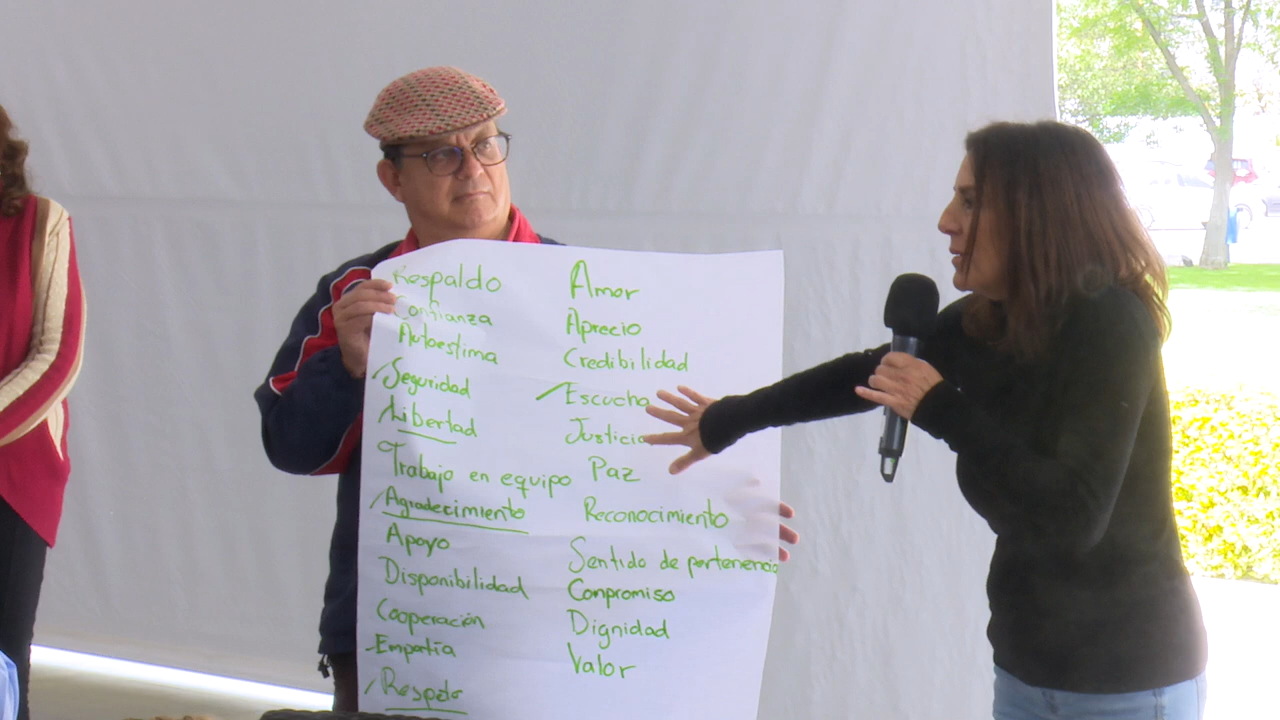 Respaldo
Confianza
Autoestima
Seguridad
Libertad
Trabajo en equipo
Agradecimiento
Apoyo
Disponibilidad
Cooperación
Empatía
Respeto
Amor
Aprecio
Credibilidad
Escucha
Justicia
Paz
Reconocimiento
Sentido de pertenencia
Compromiso
Dignidad
Valor